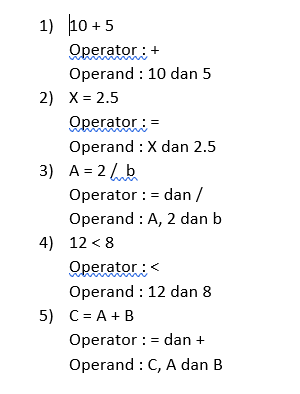 1) 10 + 5
Operator : +
Operand : 10 dan 5
2) X = 2.5
Operator : =
Operand : X dan 2.5
3) A = 2 / b
Operator : = dan /
Operand : A, 2 dan b
4) 12 < 8
Operator : <
Operand : 12 dan 8
5) C = A + B
Operator : = dan +
Operand : C, A dan B